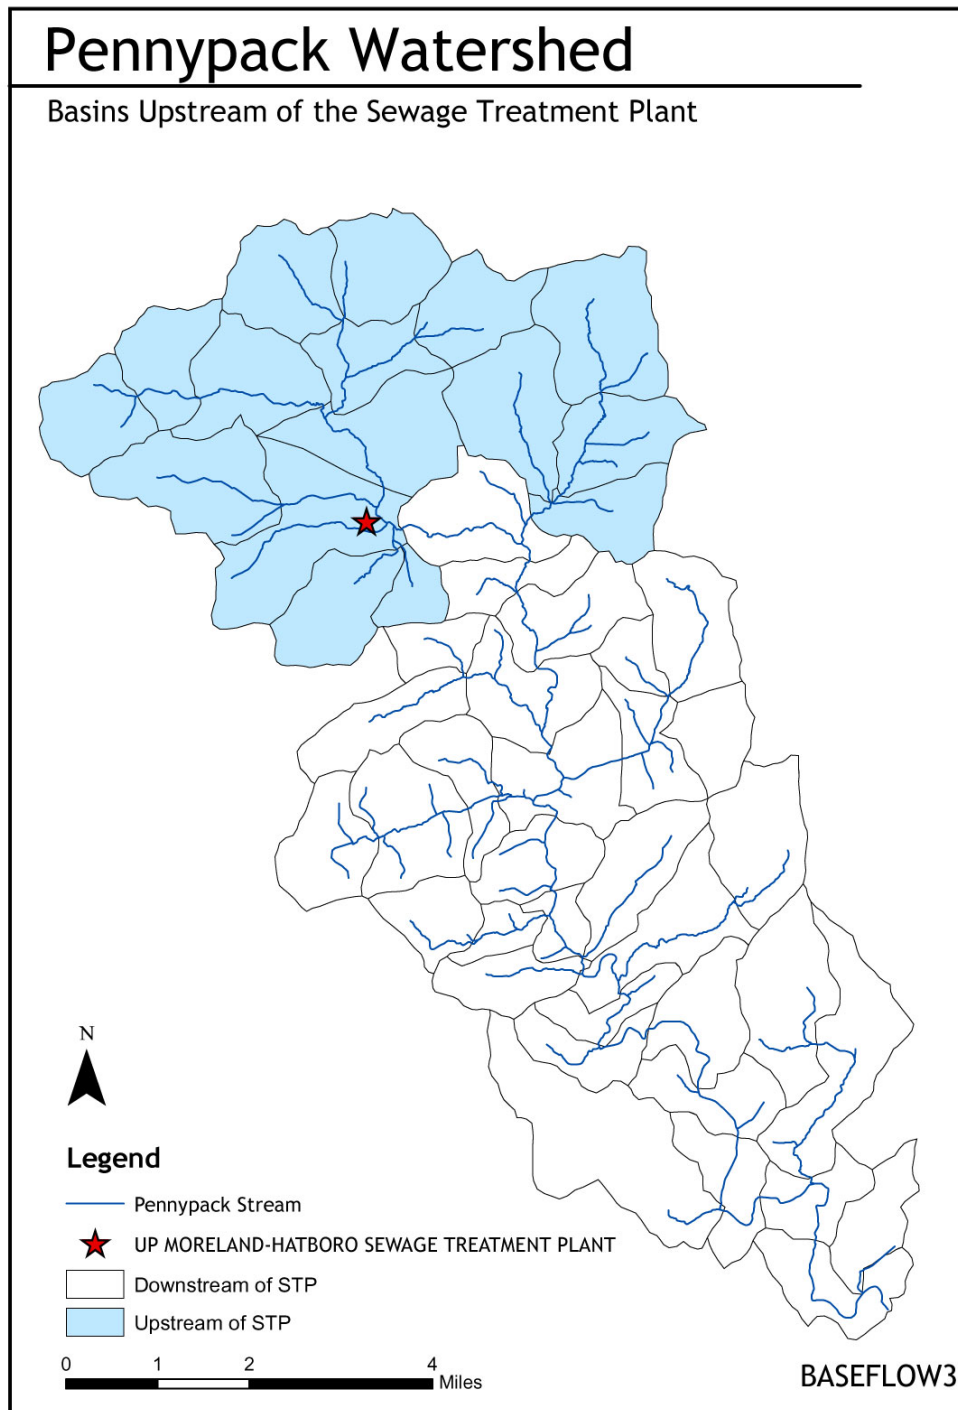 Pennypack Watershed
Basins Upstream of the Sewage Treatment Plant
N
Legend
Pennypack Stream
UP MORELAND-HATBORO SEWAGE TREATMENT PLANT
Downstream of STP
Upstream of STP
0 1 2 4
Miles
BASEFLOW3